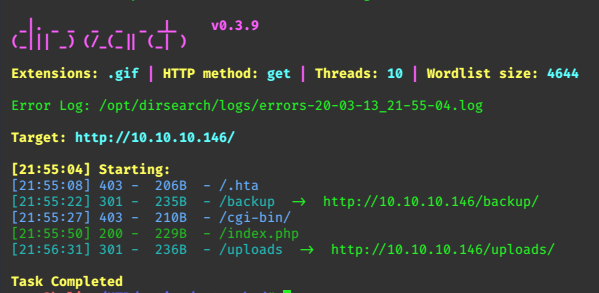 v0.3.9
Extensions: .gif | HTTP method: get | Threads: 10 | Wordlist size: 4644
Error Log: /opt/dirsearch/logs/errors-20-03-13_21-55-04.log
Target: http://10.10.10.146/
[21:55:04] Starting:
[21:55:08] 403 -  206B  - /.hta
[21:55:22] 301 -  235B  - /backup  ->  http://10.10.10.146/backup/
[21:55:27] 403 -  210B  - /cgi-bin/
[21:55:50] 200 -  229B  - /index.php
[21:56:31] 301 -  236B  - /uploads  ->  http://10.10.10.146/uploads/
Task Completed